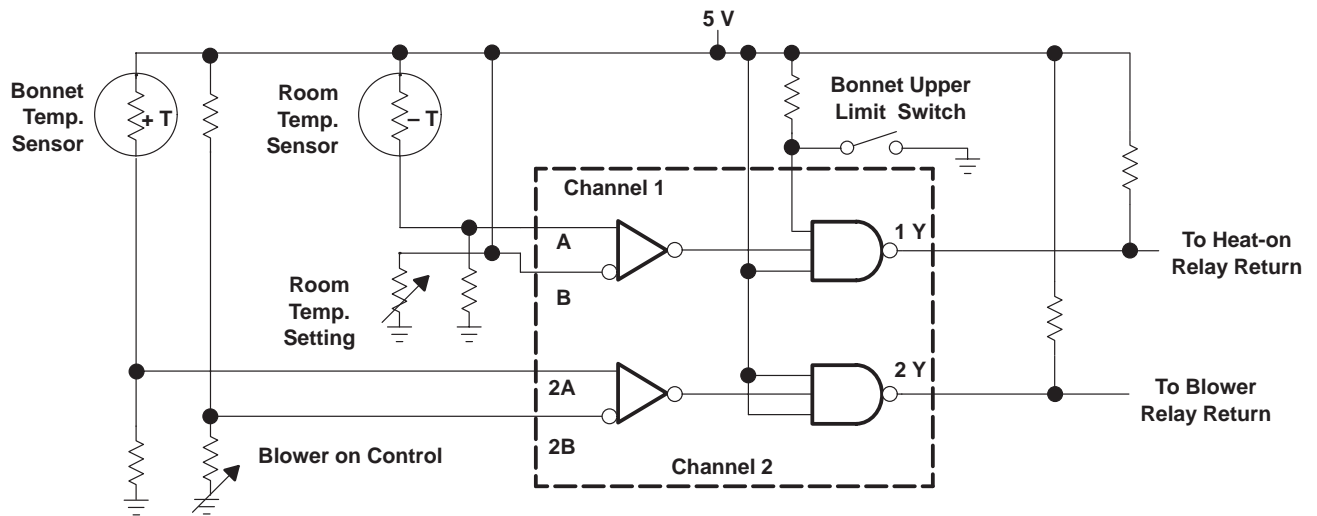 5 V
Bonnet
Temp.
Sensor
+ T
Room
Temp.
Sensor
– T
Bonnet Upper
Limit Switch
Channel 1
A
B
1 Y
To Heat-on
Relay Return
Room
Temp.
Setting
2A
2B
2 Y
To Blower
Relay Return
Blower on Control
Channel 2